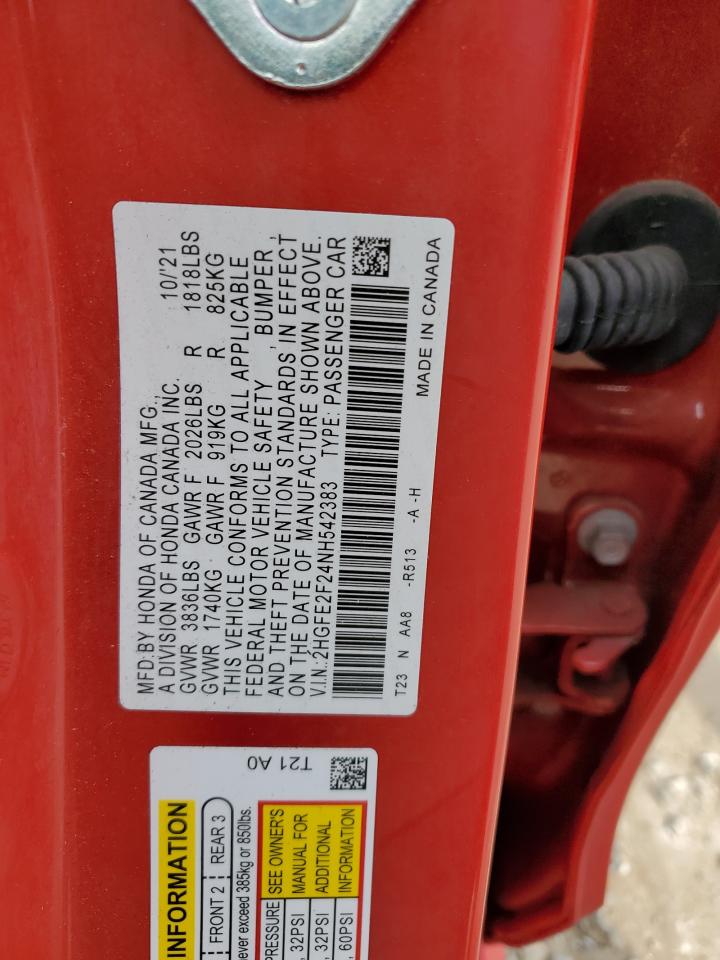 MFD.BY HONDA OF CANADA MFG., 10/'21
A DIVISION OF HONDA CANADA INC.
GVWR 3836LBS GAWR F 2026LBS R 1818LBS
GVWR 1740KG GAWR F 919KG R 825KG
THIS VEHICLE CONFORMS TO ALL APPLICABLE
FEDERAL MOTOR VEHICLE SAFETY, BUMPER,
AND THEFT PREVENTION STANDARDS IN EFFECT
ON THE DATE OF MANUFACTURE SHOWN ABOVE.
V.I.N.:2HGFE2F24NH542383 TYPE: PASSENGER CAR
T23 N AA8 -R513 -A -H MADE IN CANADA
T21 A0
INFORMATION
FRONT 2 REAR 3
never exceed 385kg or 850lbs.
PRESSURE SEE OWNER'S
, 32PSI MANUAL FOR
, 32PSI ADDITIONAL
, 60PSI INFORMATION